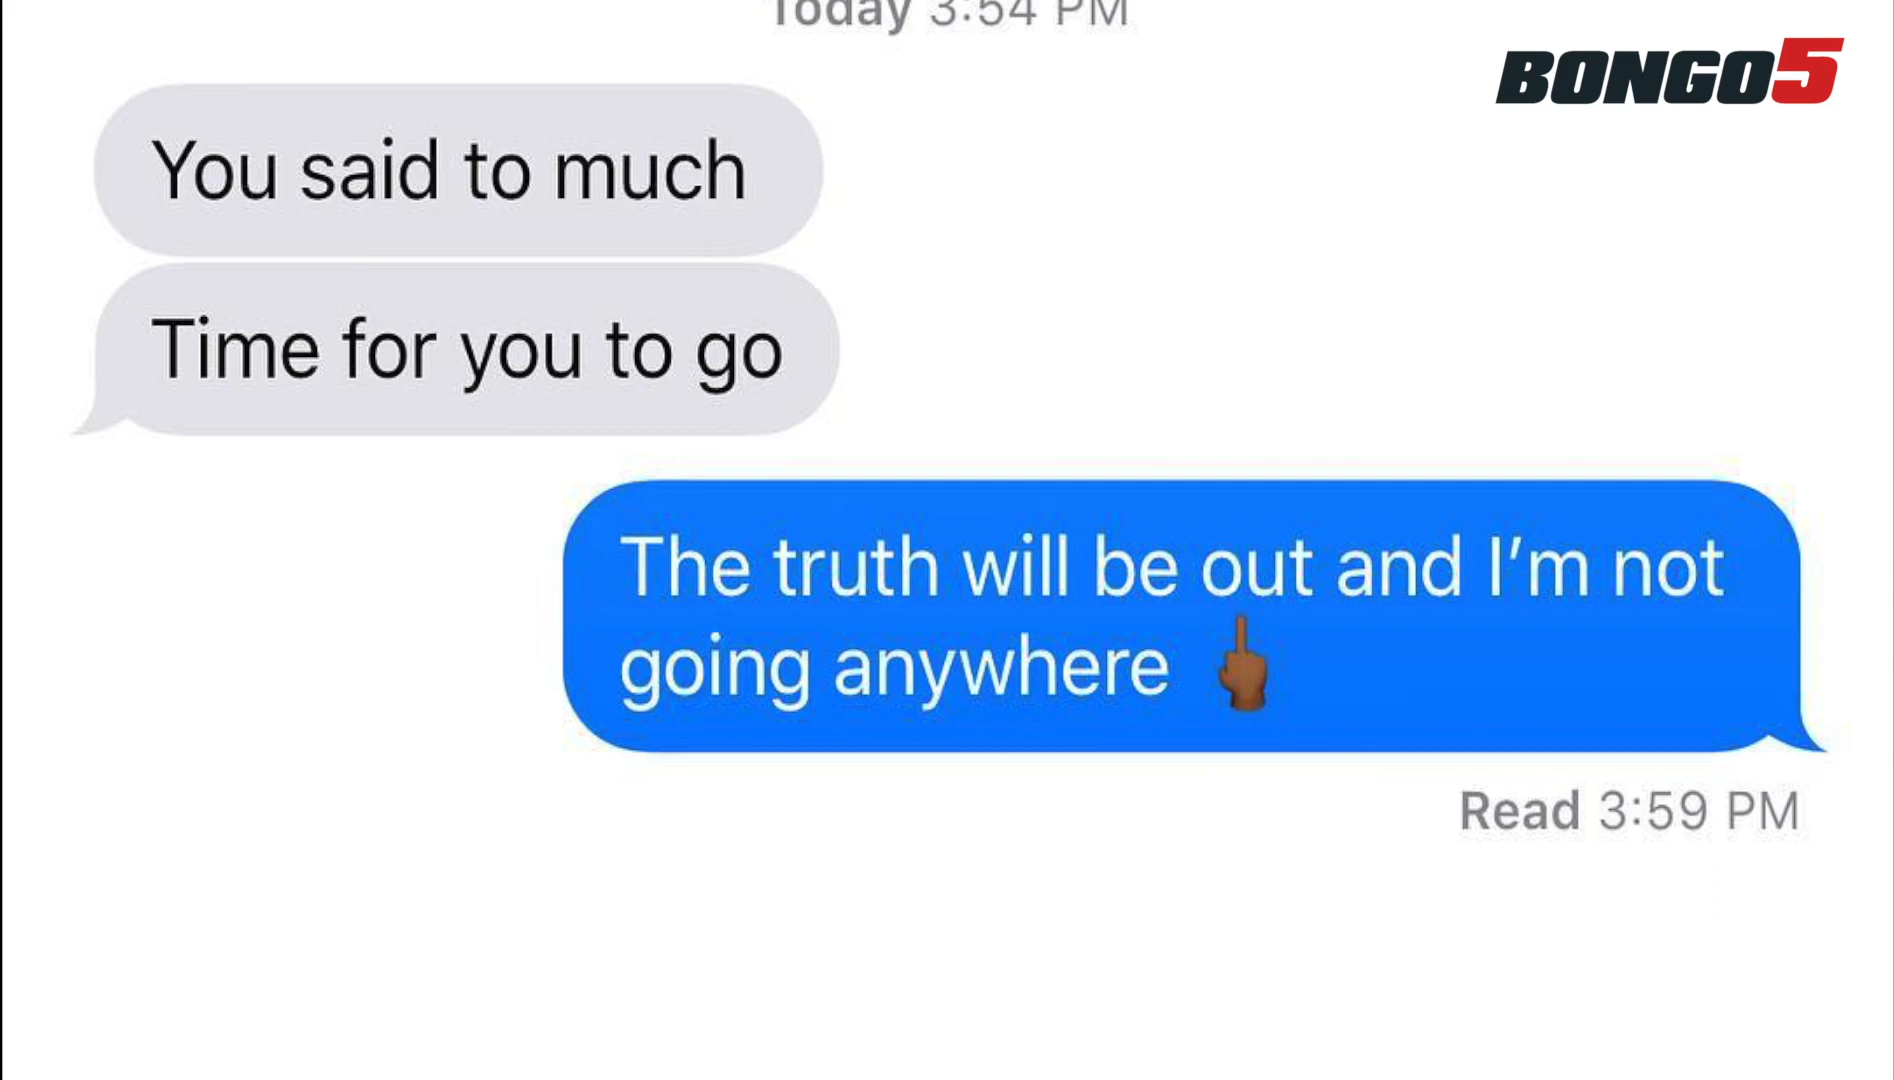 Today 3:54 PM
BONGO5
You said to much
Time for you to go
The truth will be out and I’m not
going anywhere 🖕🏾
Read 3:59 PM